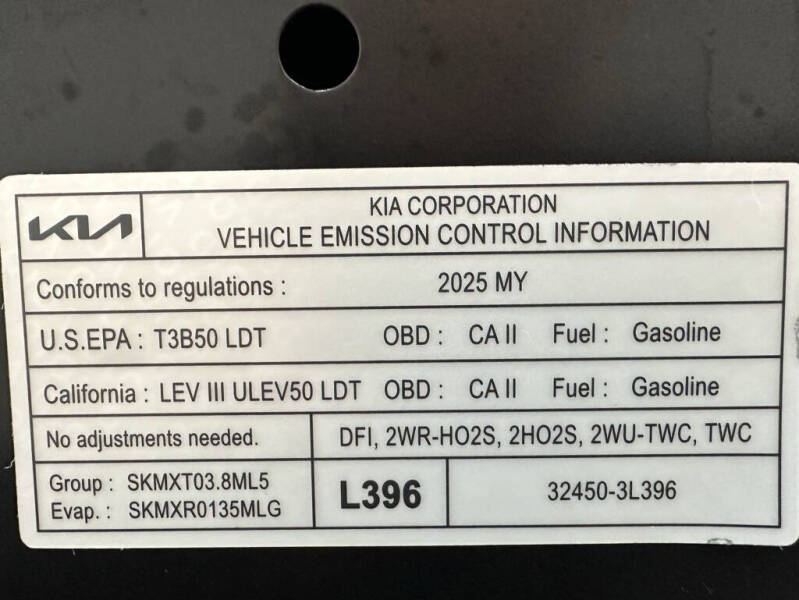 KIA
KIA CORPORATION
VEHICLE EMISSION CONTROL INFORMATION
Conforms to regulations : 2025 MY
U.S.EPA : T3B50 LDT OBD : CA II Fuel : Gasoline
California : LEV III ULEV50 LDT OBD : CA II Fuel : Gasoline
No adjustments needed. DFI, 2WR-HO2S, 2HO2S, 2WU-TWC, TWC
Group : SKMXT03.8ML5
Evap. : SKMXR0135MLG
L396
32450-3L396